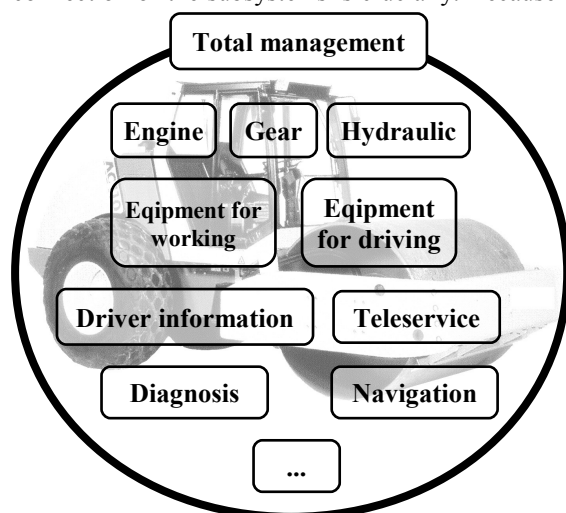 Total management
Engine Gear Hydraulic
Eqipment for
working
Eqipment
for driving
Driver information
Teleservice
Diagnosis
Navigation
...